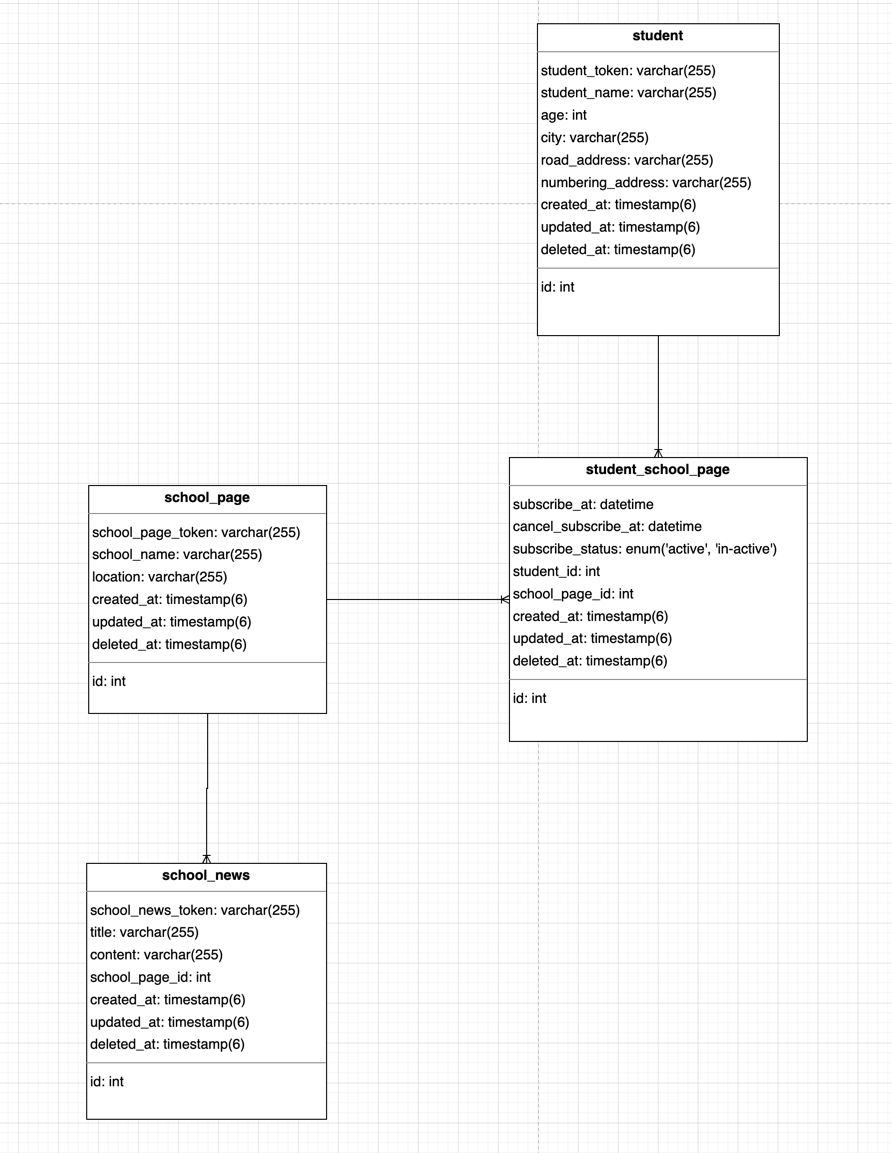 student
student_token: varchar(255)
student_name: varchar(255)
age: int
city: varchar(255)
road_address: varchar(255)
numbering_address: varchar(255)
created_at: timestamp(6)
updated_at: timestamp(6)
deleted_at: timestamp(6)
id: int
student_school_page
subscribe_at: datetime
cancel_subscribe_at: datetime
subscribe_status: enum('active', 'in-active')
student_id: int
school_page_id: int
created_at: timestamp(6)
updated_at: timestamp(6)
deleted_at: timestamp(6)
id: int
school_page
school_page_token: varchar(255)
school_name: varchar(255)
location: varchar(255)
created_at: timestamp(6)
updated_at: timestamp(6)
deleted_at: timestamp(6)
id: int
school_news
school_news_token: varchar(255)
title: varchar(255)
content: varchar(255)
school_page_id: int
created_at: timestamp(6)
updated_at: timestamp(6)
deleted_at: timestamp(6)
id: int